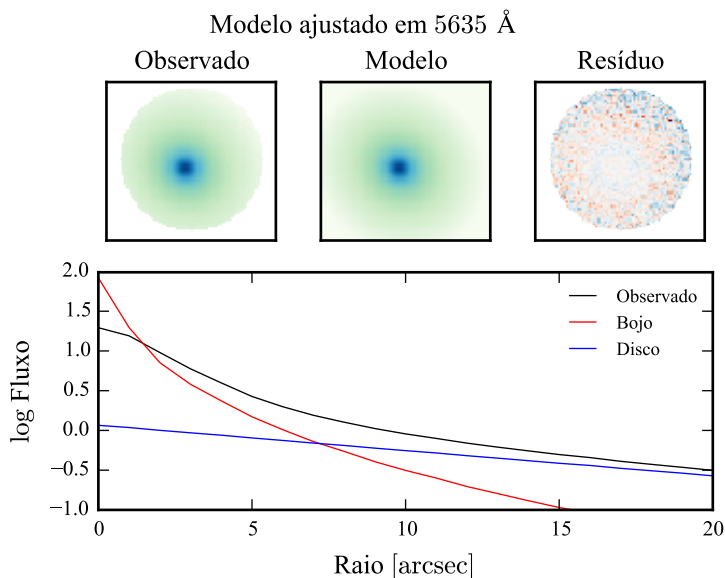 Modelo ajustado em 5635 Å
Observado Modelo Resíduo
2.0
1.5
1.0
0.5
0.0
−0.5
−1.0
log Fluxo
Observado
Bojo
Disco
0 5 10 15 20
Raio [arcsec]